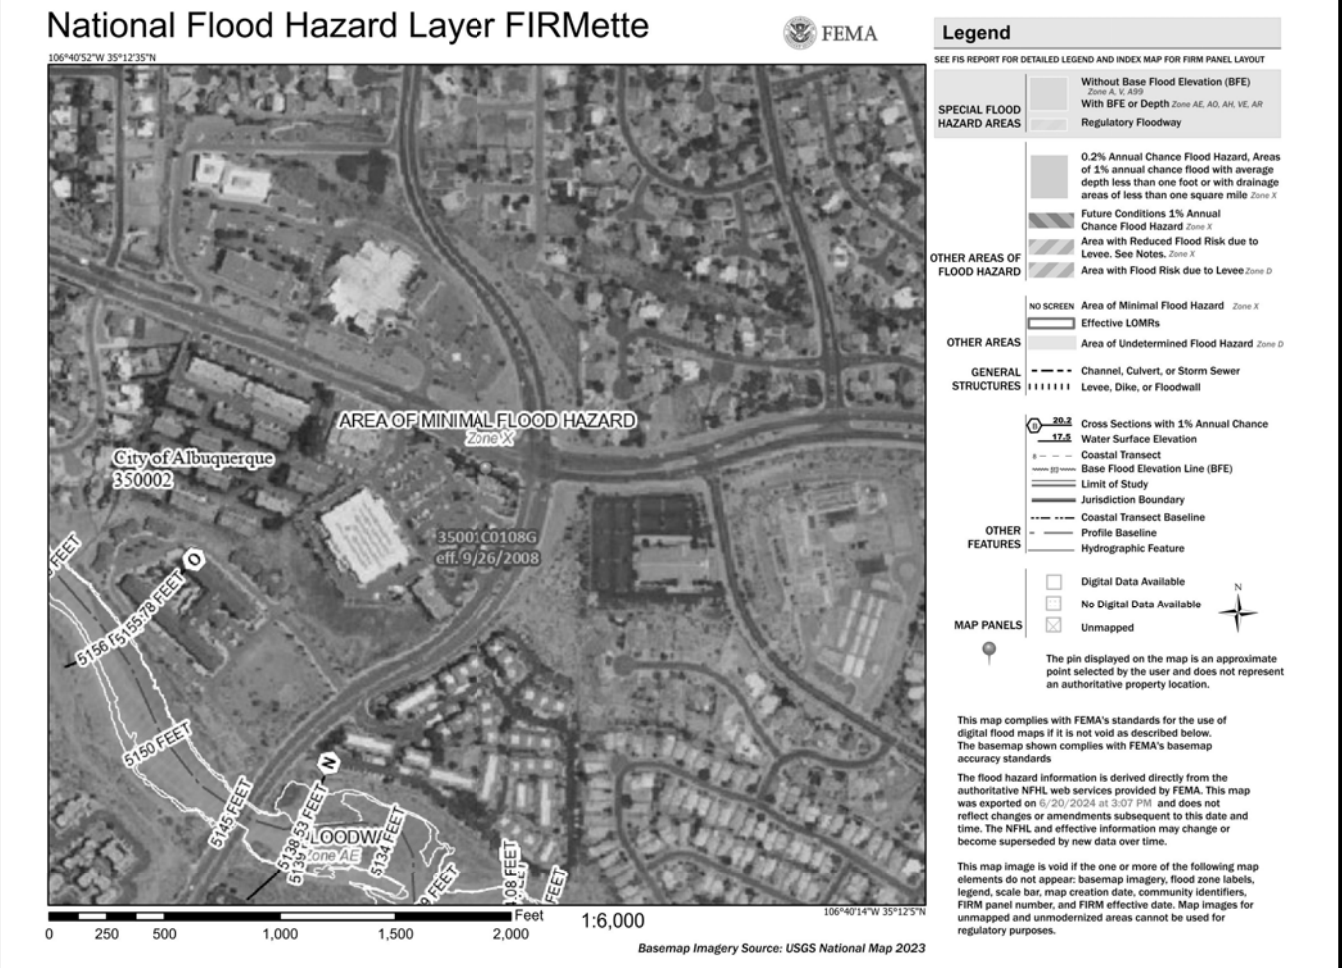 National Flood Hazard Layer FIRMette
FEMA
106°40'52"W 35°12'35"N
AREA OF MINIMAL FLOOD HAZARD
Zone X
City of Albuquerque
350002
35001C0108G
eff. 9/26/2008
FEET
O
5155.78 FEET
5156
5150 FEET
N
5145 FEET
5138.53 FEET
5139
LOODWA
Zone AE
5134 FEET
9 FEET
08 FEET
FEET
Feet
1:6,000
106°40'14"W 35°12'5"N
0 250 500 1,000 1,500 2,000
Basemap Imagery Source: USGS National Map 2023
Legend
SEE FIS REPORT FOR DETAILED LEGEND AND INDEX MAP FOR FIRM PANEL LAYOUT
SPECIAL FLOOD
HAZARD AREAS
Without Base Flood Elevation (BFE)
Zone A, V, A99
With BFE or Depth Zone AE, AO, AH, VE, AR
Regulatory Floodway
0.2% Annual Chance Flood Hazard, Areas
of 1% annual chance flood with average
depth less than one foot or with drainage
areas of less than one square mile Zone X
Future Conditions 1% Annual
Chance Flood Hazard Zone X
Area with Reduced Flood Risk due to
Levee. See Notes. Zone X
Area with Flood Risk due to Levee Zone D
OTHER AREAS OF
FLOOD HAZARD
NO SCREEN Area of Minimal Flood Hazard Zone X
Effective LOMRs
OTHER AREAS
Area of Undetermined Flood Hazard Zone D
GENERAL
STRUCTURES
Channel, Culvert, or Storm Sewer
Levee, Dike, or Floodwall
B 20.2 Cross Sections with 1% Annual Chance
17.5 Water Surface Elevation
8 Coastal Transect
Base Flood Elevation Line (BFE)
Limit of Study
Jurisdiction Boundary
Coastal Transect Baseline
OTHER
FEATURES
Profile Baseline
Hydrographic Feature
Digital Data Available
No Digital Data Available
Unmapped
MAP PANELS
N
The pin displayed on the map is an approximate
point selected by the user and does not represent
an authoritative property location.
This map complies with FEMA's standards for the use of
digital flood maps if it is not void as described below.
The basemap shown complies with FEMA's basemap
accuracy standards
The flood hazard information is derived directly from the
authoritative NFHL web services provided by FEMA. This map
was exported on 6/20/2024 at 3:07 PM and does not
reflect changes or amendments subsequent to this date and
time. The NFHL and effective information may change or
become superseded by new data over time.
This map image is void if the one or more of the following map
elements do not appear: basemap imagery, flood zone labels,
legend, scale bar, map creation date, community identifiers,
FIRM panel number, and FIRM effective date. Map images for
unmapped and unmodernized areas cannot be used for
regulatory purposes.